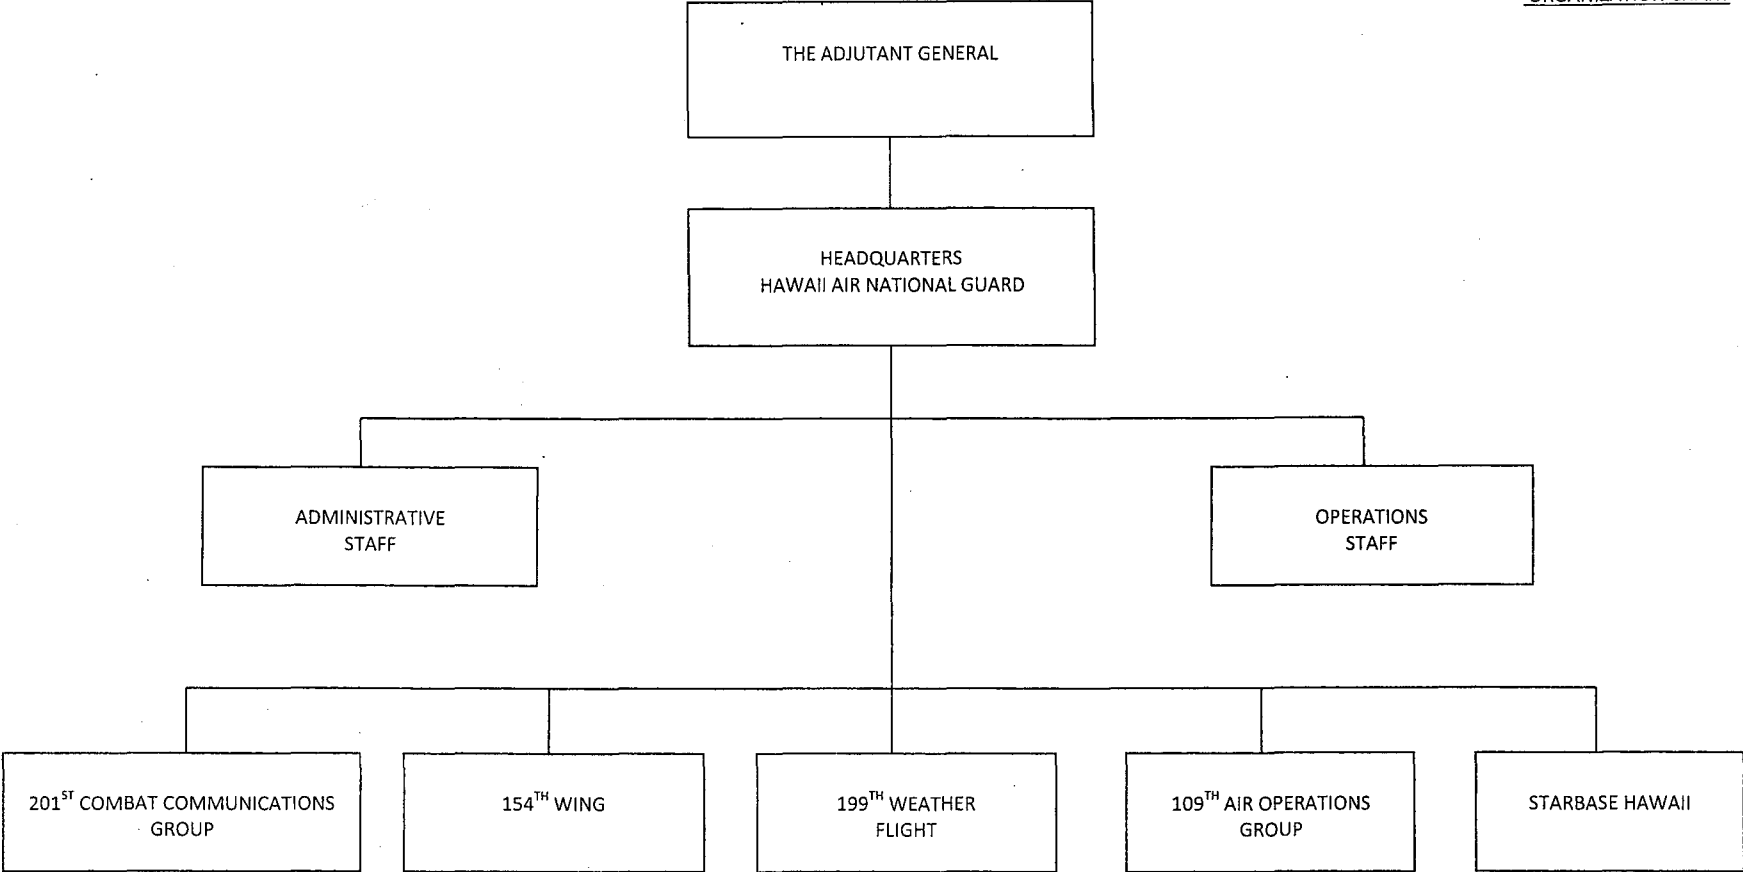 THE ADJUTANT GENERAL
HEADQUARTERS
HAWAII AIR NATIONAL GUARD
ADMINISTRATIVE
STAFF
OPERATIONS
STAFF
201ST COMBAT COMMUNICATIONS
GROUP
154TH WING
199TH WEATHER
FLIGHT
109TH AIR OPERATIONS
GROUP
STARBASE HAWAII